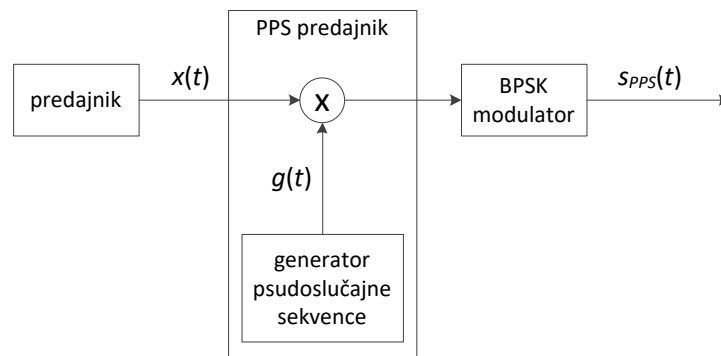 PPS predajnik
predajnik
x(t)
X
g(t)
generator
psudoslučajne
sekvence
BPSK
modulator
sPPS(t)